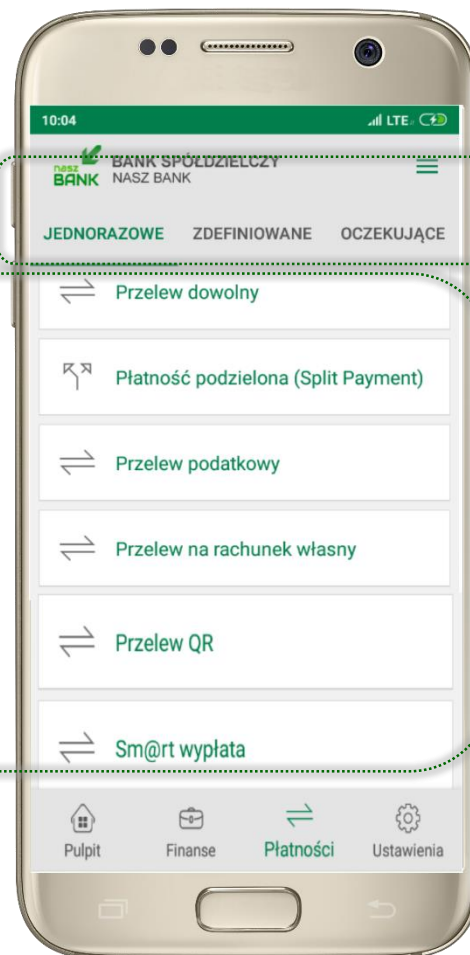 10:04 LTE
nasz BANK
BANK SPÓŁDZIELCZY
NASZ BANK
JEDNORAZOWE ZDEFINIOWANE OCZEKUJĄCE
Przelew dowolny
Płatność podzielona (Split Payment)
Przelew podatkowy
Przelew na rachunek własny
Przelew QR
Sm@rt wypłata
Pulpit Finanse Płatności Ustawienia